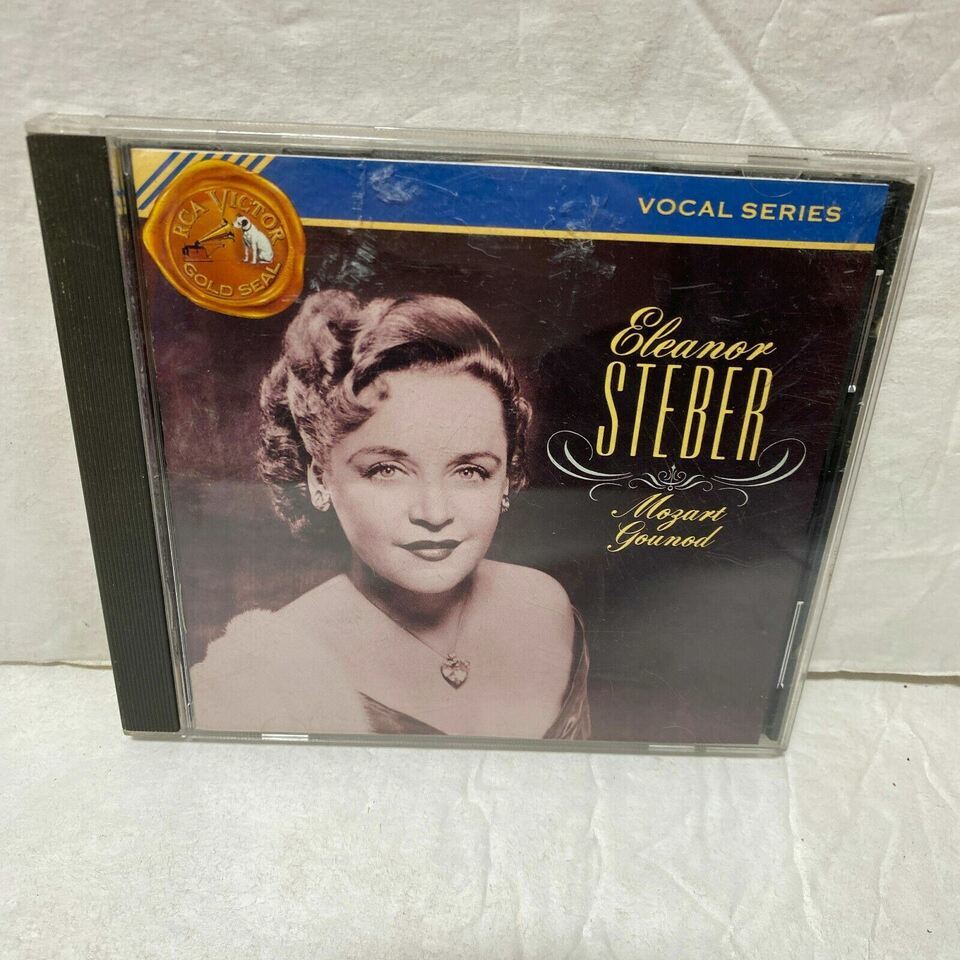 RCA VICTOR
GOLD SEAL
VOCAL SERIES
Eleanor
STEBER
Mozart
Gounod